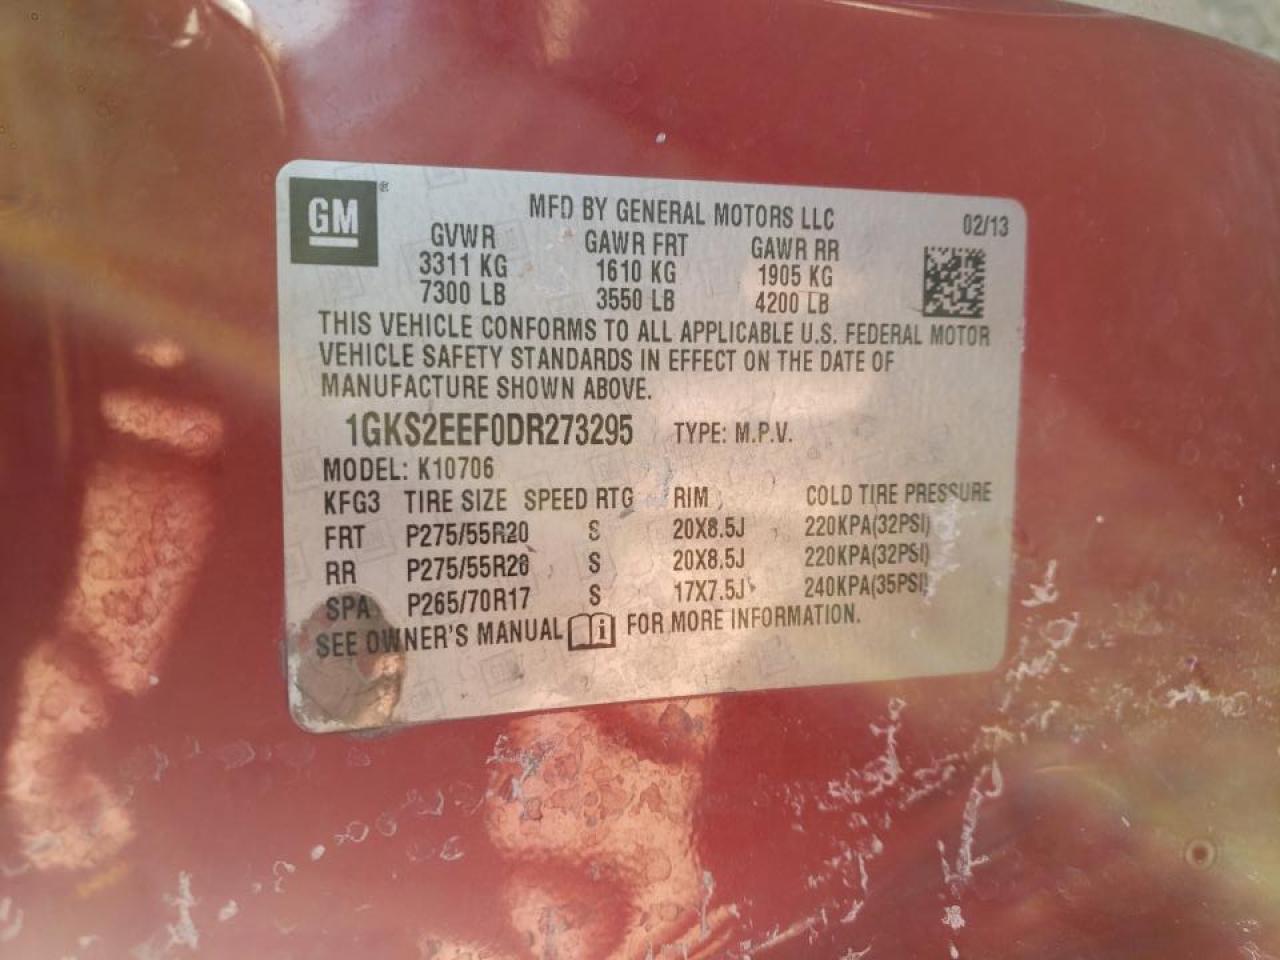 GM®
MFD BY GENERAL MOTORS LLC
02/13
GVWR GAWR FRT GAWR RR
3311 KG 1610 KG 1905 KG
7300 LB 3550 LB 4200 LB
THIS VEHICLE CONFORMS TO ALL APPLICABLE U.S. FEDERAL MOTOR
VEHICLE SAFETY STANDARDS IN EFFECT ON THE DATE OF
MANUFACTURE SHOWN ABOVE.
1GKS2EEF0DR273295 TYPE: M.P.V.
MODEL: K10706
KFG3 TIRE SIZE SPEED RTG RIM COLD TIRE PRESSURE
FRT P275/55R20 S 20X8.5J 220KPA(32PSI)
RR P275/55R20 S 20X8.5J 220KPA(32PSI)
SPA P265/70R17 S 17X7.5J 240KPA(35PSI)
SEE OWNER'S MANUAL FOR MORE INFORMATION.